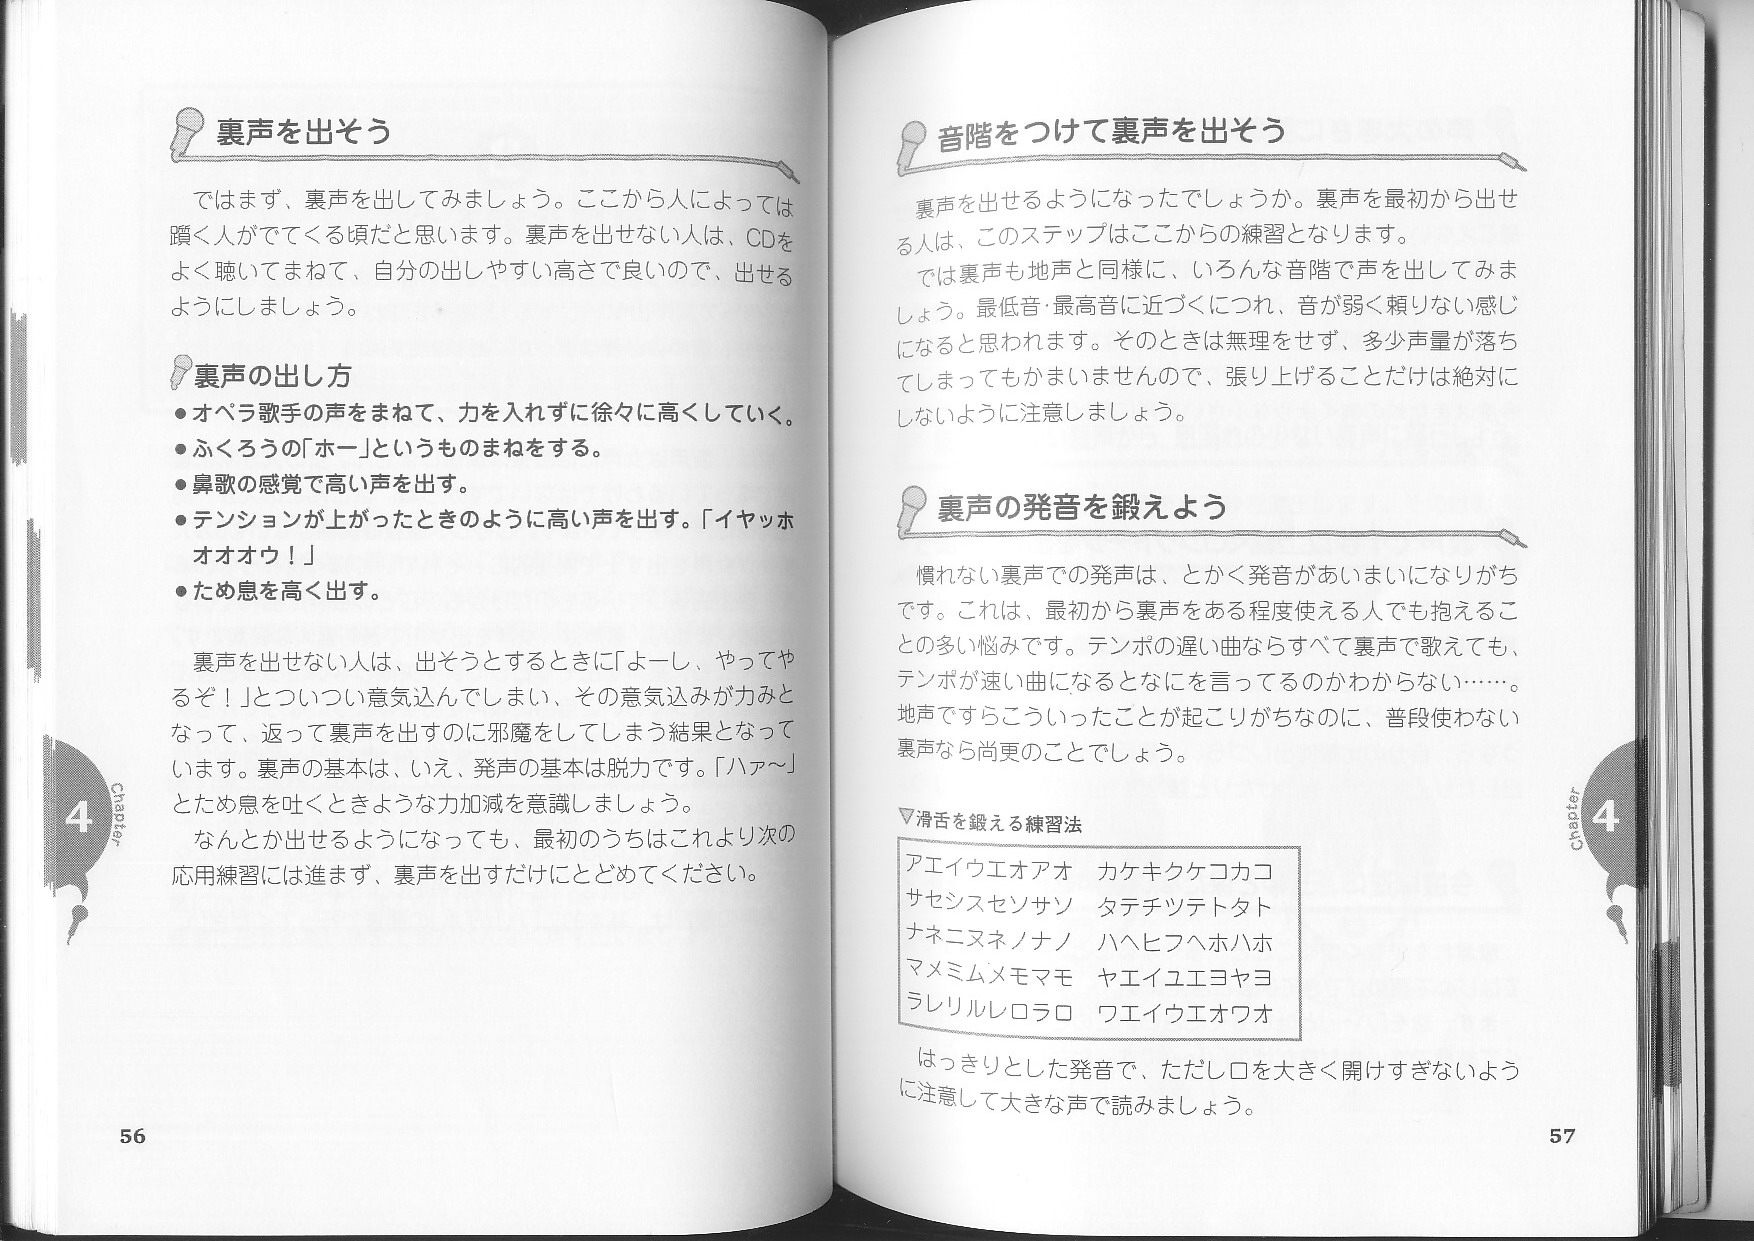 裏声を出そう
ではまず、裏声を出してみましょう。ここから人によっては
躓く人がでてくる頃だと思います。裏声を出せない人は、CDを
よく聴いてまねて、自分の出しやすい高さで良いので、出せる
ようにしましょう。
裏声の出し方
●オペラ歌手の声をまねて、力を入れずに徐々に高くしていく。
●ふくろうの「ホー」というものまねをする。
●鼻歌の感覚で高い声を出す。
●テンションが上がったときのように高い声を出す。「イヤッホ
オオオウ！」
●ため息を高く出す。
裏声を出せない人は、出そうとするときに「よーし、やってや
るぞ！」とついつい意気込んでしまい、その意気込みが力みと
なって、返って裏声を出すのに邪魔をしてしまう結果となって
います。裏声の基本は、いえ、発声の基本は脱力です。「ハァ〜」
とため息を吐くときような力加減を意識しましょう。
なんとか出せるようになっても、最初のうちはこれより次の
応用練習には進まず、裏声を出すだけにとどめてください。
4
Chapter
56
音階をつけて裏声を出そう
裏声を出せるようになったでしょうか。裏声を最初から出せ
る人は、このステップはここからの練習となります。
では裏声も地声と同様に、いろんな音階で声を出してみま
しょう。最低音・最高音に近づくにつれ、音が弱く頼りない感じ
になると思われます。そのときは無理をせず、多少声量が落ち
てしまってもかまいませんので、張り上げることだけは絶対に
しないように注意しましょう。
裏声の発音を鍛えよう
慣れない裏声での発声は、とかく発音があいまいになりがち
です。これは、最初から裏声をある程度使える人でも抱えるこ
との多い悩みです。テンポの遅い曲ならすべて裏声で歌えても、
テンポが速い曲になるとなにを言ってるのかわからない……。
地声ですらこういったことが起こりがちなのに、普段使わない
裏声なら尚更のことでしょう。
▽滑舌を鍛える練習法
アエイウエオアオ　カケキクケコカコ
サセシスセソサソ　タテチツテトタト
ナネニヌネノナノ　ハヘヒフヘホハホ
マメミムメモマモ　ヤエイユエヨヤヨ
ラレリルレロラロ　ワエイウエオワオ
はっきりとした発音で、ただし口を大きく開けすぎないよう
に注意して大きな声で読みましょう。
Chapter
4
57